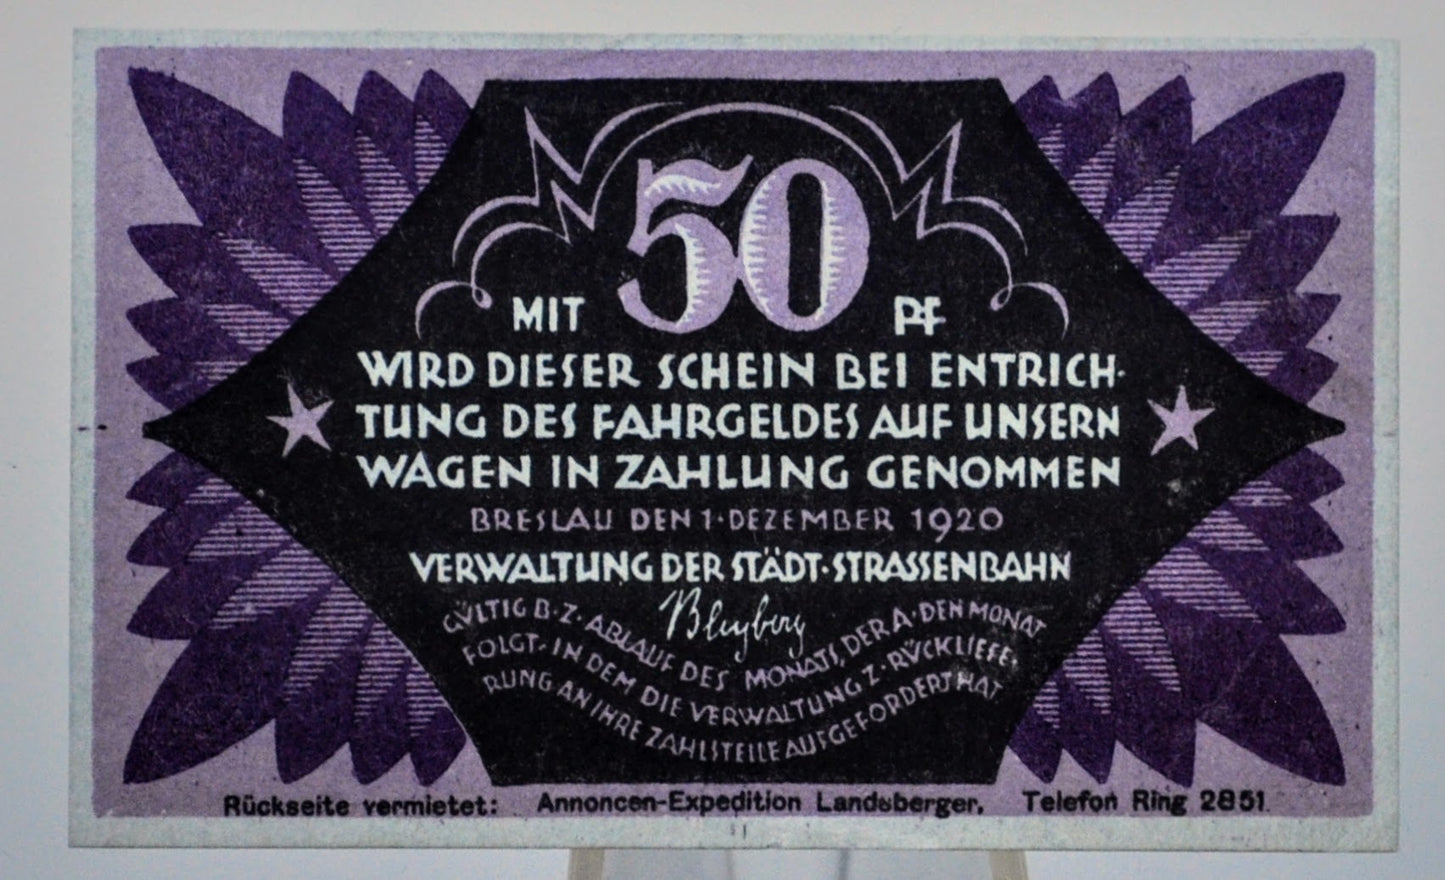 50
MIT PF
WIRD DIESER SCHEIN BEI ENTRICH-
TUNG DES FAHRGELDES AUF UNSERN
WAGEN IN ZAHLUNG GENOMMEN
BRESLAU DEN 1·DEZEMBER 1920
VERWALTUNG DER STÄDT·STRASSENBAHN
Bleyberg
GÜLTIG B·Z·ABLAUF DES MONATS, DER A·DEN MONAT
FOLGT·IN DEM DIE VERWALTUNG Z·RÜCKLIEFE-
RUNG AN IHRE ZAHLSTELLE AUFGEFORDERT HAT
Rückseite vermietet: Annoncen-Expedition Landsberger. Telefon Ring 2851